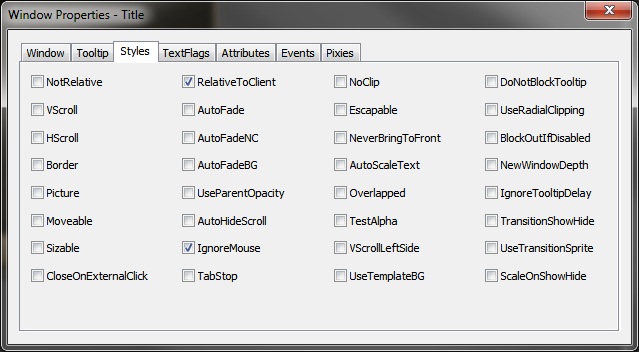 Window Properties - Title
Window Tooltip Styles TextFlags Attributes Events Pixies
NotRelative RelativeToClient NoClip DoNotBlockTooltip
VScroll AutoFade Escapable UseRadialClipping
HScroll AutoFadeNC NeverBringToFront BlockOutIfDisabled
Border AutoFadeBG AutoScaleText NewWindowDepth
Picture UseParentOpacity Overlapped IgnoreTooltipDelay
Moveable AutoHideScroll TestAlpha TransitionShowHide
Sizable IgnoreMouse VScrollLeftSide UseTransitionSprite
CloseOnExternalClick TabStop UseTemplateBG ScaleOnShowHide